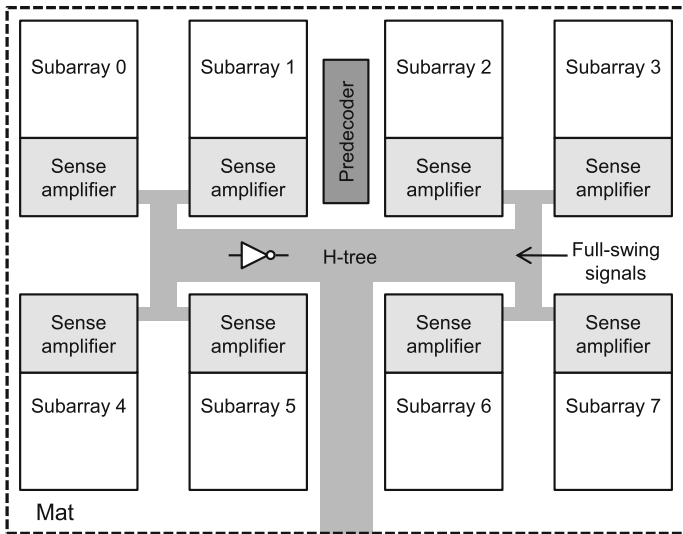 Subarray 0
Subarray 1
Subarray 2
Subarray 3
Predecoder
Sense
amplifier
Sense
amplifier
Sense
amplifier
Sense
amplifier
H-tree
Full-swing
signals
Sense
amplifier
Sense
amplifier
Sense
amplifier
Sense
amplifier
Subarray 4
Subarray 5
Subarray 6
Subarray 7
Mat